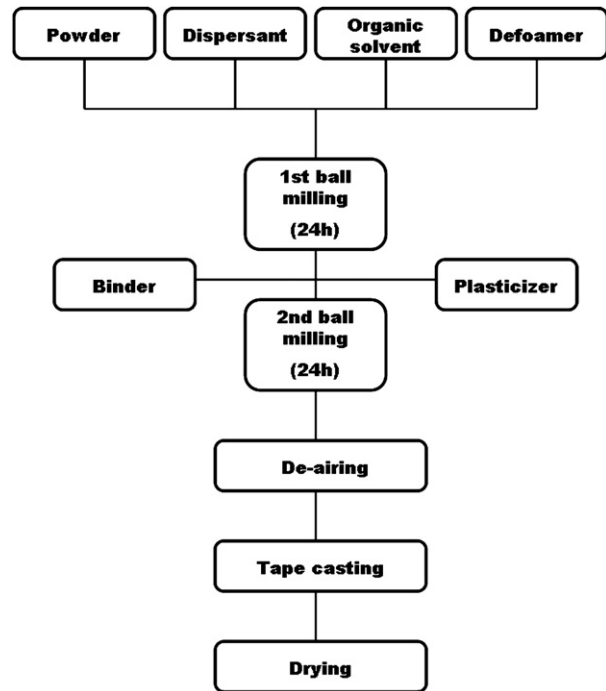 Powder
Dispersant
Organic
solvent
Defoamer
1st ball
milling
(24h)
Binder
Plasticizer
2nd ball
milling
(24h)
De-airing
Tape casting
Drying